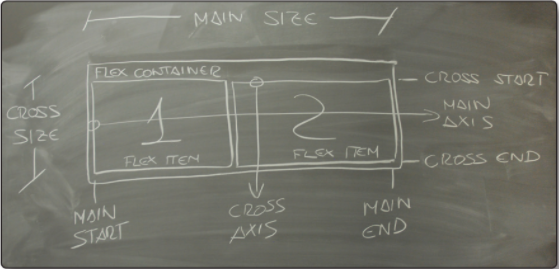 MAIN SIZE
FLEX CONTAINER
CROSS START
CROSS
SIZE
1
2
MAIN
AXIS
FLEX ITEM
FLEX ITEM
CROSS END
MAIN
START
CROSS
AXIS
MAIN
END